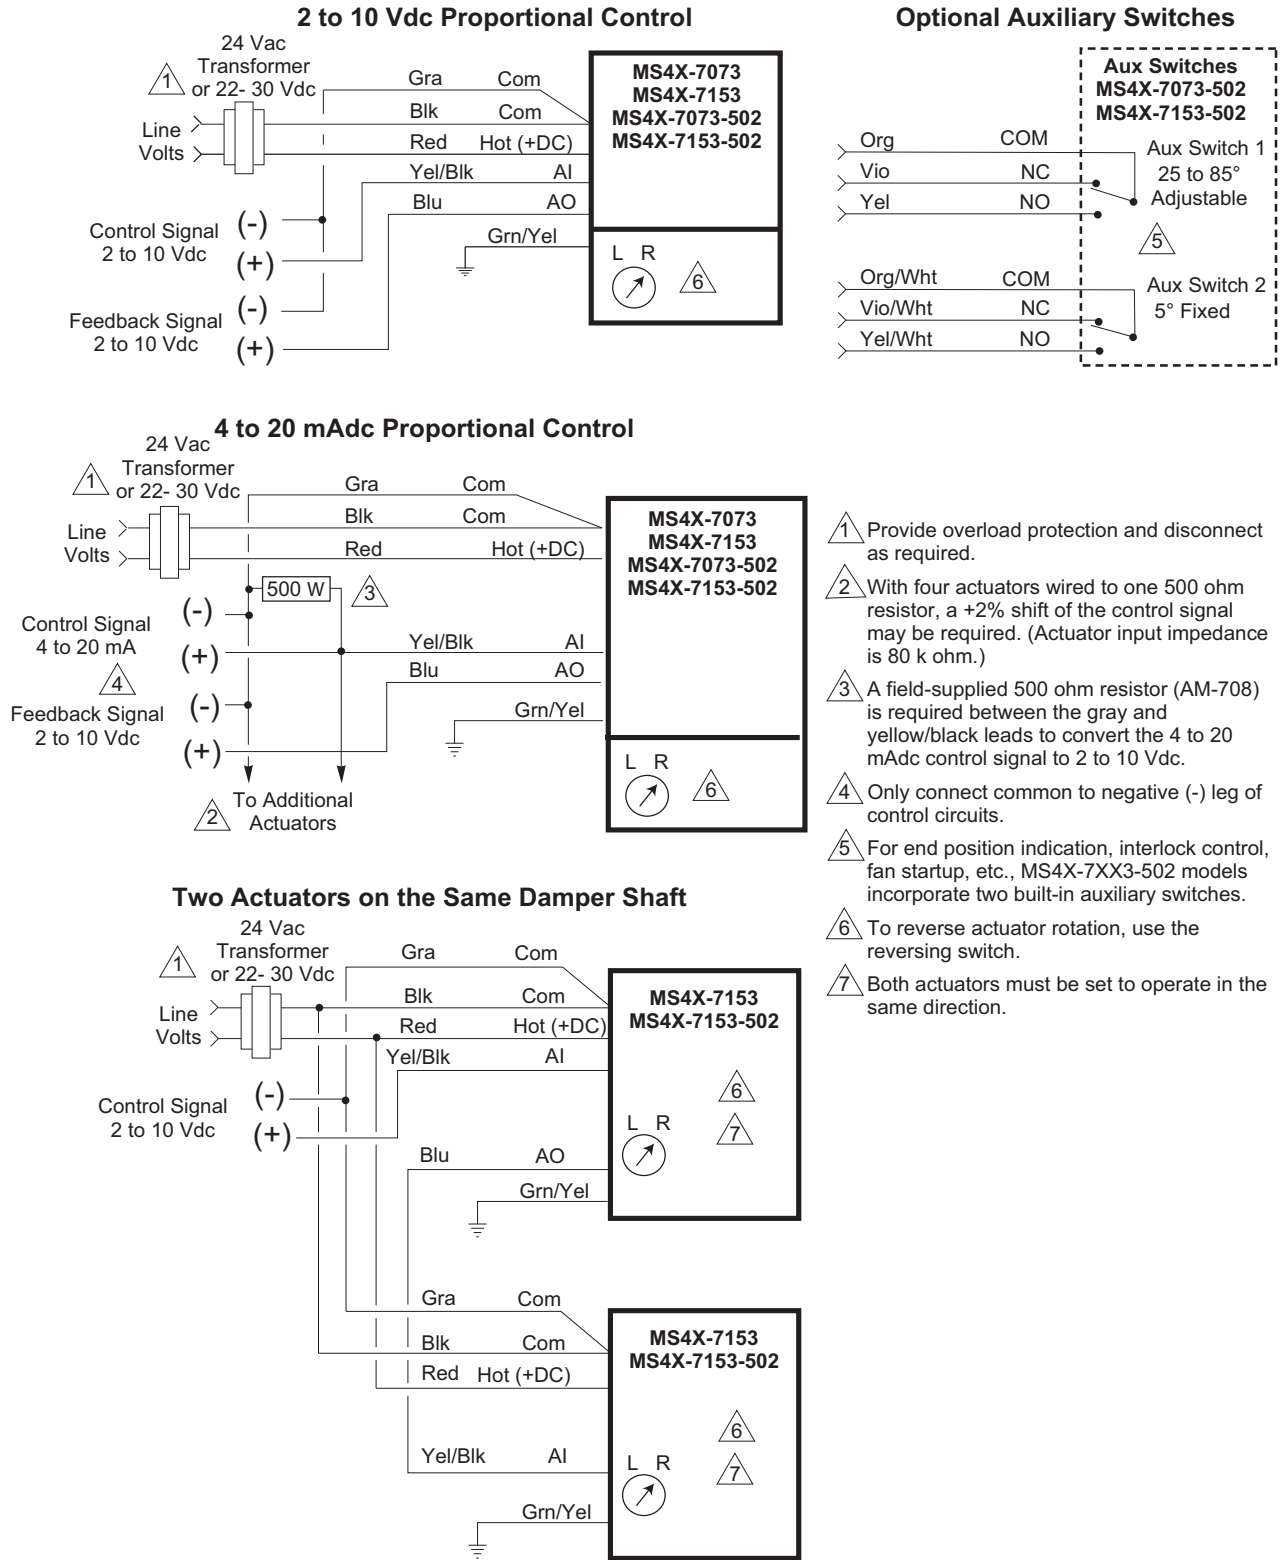 2 to 10 Vdc Proportional Control
24 Vac
Transformer
or 22- 30 Vdc
1
Line
Volts
Gra Com
Blk Com
Red Hot (+DC)
Yel/Blk AI
Blu AO
Grn/Yel
Control Signal
2 to 10 Vdc
(-)
(+)
Feedback Signal
2 to 10 Vdc
(-)
(+)
MS4X-7073
MS4X-7153
MS4X-7073-502
MS4X-7153-502
L R
6
Optional Auxiliary Switches
Aux Switches
MS4X-7073-502
MS4X-7153-502
Org COM
Vio NC
Yel NO
Aux Switch 1
25 to 85°
Adjustable
5
Org/Wht COM
Vio/Wht NC
Yel/Wht NO
Aux Switch 2
5° Fixed
4 to 20 mAdc Proportional Control
24 Vac
Transformer
or 22- 30 Vdc
1
Line
Volts
Gra Com
Blk Com
Red Hot (+DC)
500 W
3
Control Signal
4 to 20 mA
(-)
(+)
4
Yel/Blk AI
Blu AO
Grn/Yel
Feedback Signal
2 to 10 Vdc
(-)
(+)
To Additional
Actuators
2
MS4X-7073
MS4X-7153
MS4X-7073-502
MS4X-7153-502
L R
6
1 Provide overload protection and disconnect
as required.
2 With four actuators wired to one 500 ohm
resistor, a +2% shift of the control signal
may be required. (Actuator input impedance
is 80 k ohm.)
3 A field-supplied 500 ohm resistor (AM-708)
is required between the gray and
yellow/black leads to convert the 4 to 20
mAdc control signal to 2 to 10 Vdc.
4 Only connect common to negative (-) leg of
control circuits.
5 For end position indication, interlock control,
fan startup, etc., MS4X-7XX3-502 models
incorporate two built-in auxiliary switches.
6 To reverse actuator rotation, use the
reversing switch.
7 Both actuators must be set to operate in the
same direction.
Two Actuators on the Same Damper Shaft
24 Vac
Transformer
or 22- 30 Vdc
1
Line
Volts
Gra Com
Blk Com
Red Hot (+DC)
Yel/Blk AI
Control Signal
2 to 10 Vdc
(-)
(+)
Blu AO
Grn/Yel
MS4X-7153
MS4X-7153-502
6
L R
7
Gra Com
Blk Com
Red Hot (+DC)
Yel/Blk AI
Grn/Yel
MS4X-7153
MS4X-7153-502
6
L R
7